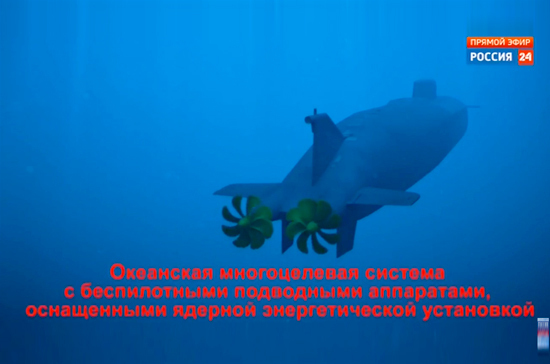 ПРЯМОЙ ЭФИР
РОССИЯ 24
Океанская многоцелевая система
с беспилотными подводными аппаратами,
оснащенными ядерной энергетической установкой